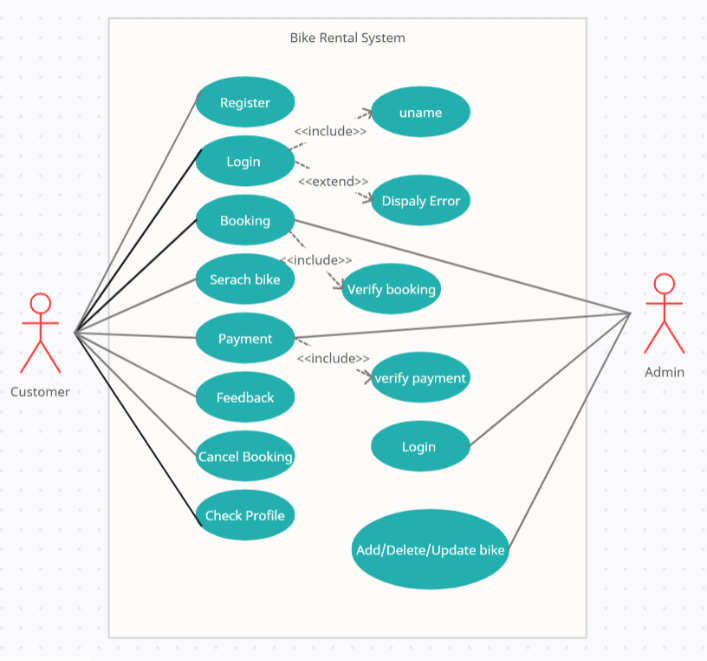 Bike Rental System
Register
uname
<<include>>
Login
<<extend>>
Dispaly Error
Booking
<<include>>
Serach bike
Verify booking
Payment
<<include>>
verify payment
Customer
Admin
Feedback
Login
Cancel Booking
Check Profile
Add/Delete/Update bike